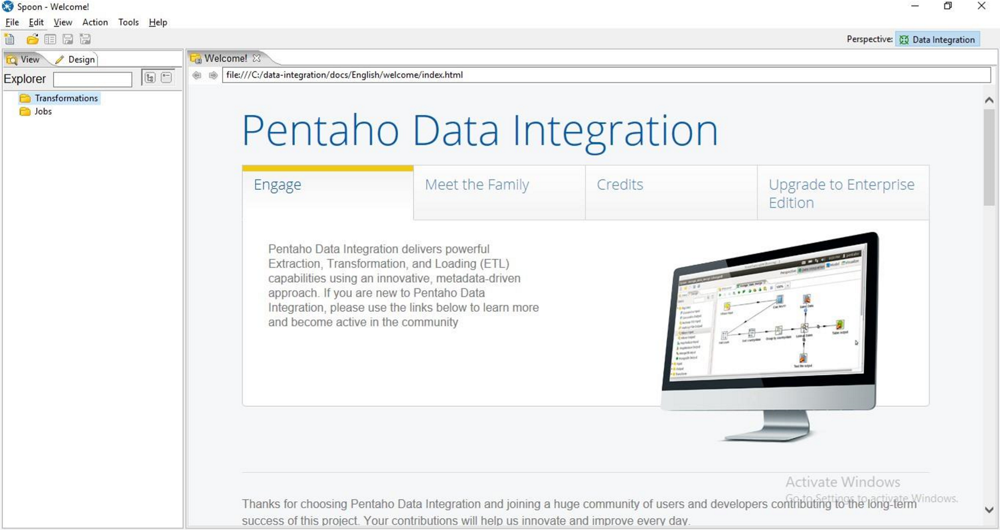 Spoon - Welcome!
File Edit View Action Tools Help
Perspective: Data Integration
View Design
Welcome!
Explorer
file:///C:/data-integration/docs/English/welcome/index.html
Transformations
Jobs
Pentaho Data Integration
Engage
Meet the Family
Credits
Upgrade to Enterprise
Edition
Pentaho Data Integration delivers powerful
Extraction, Transformation, and Loading (ETL)
capabilities using an innovative, metadata-driven
approach. If you are new to Pentaho Data
Integration, please use the links below to learn more
and become active in the community
Table output
Text file output
Activate Windows
Go to Settings to activate Windows.
Thanks for choosing Pentaho Data Integration and joining a huge community of users and developers contributing to the long-term
success of this project. Your contributions will help us innovate and improve every day.